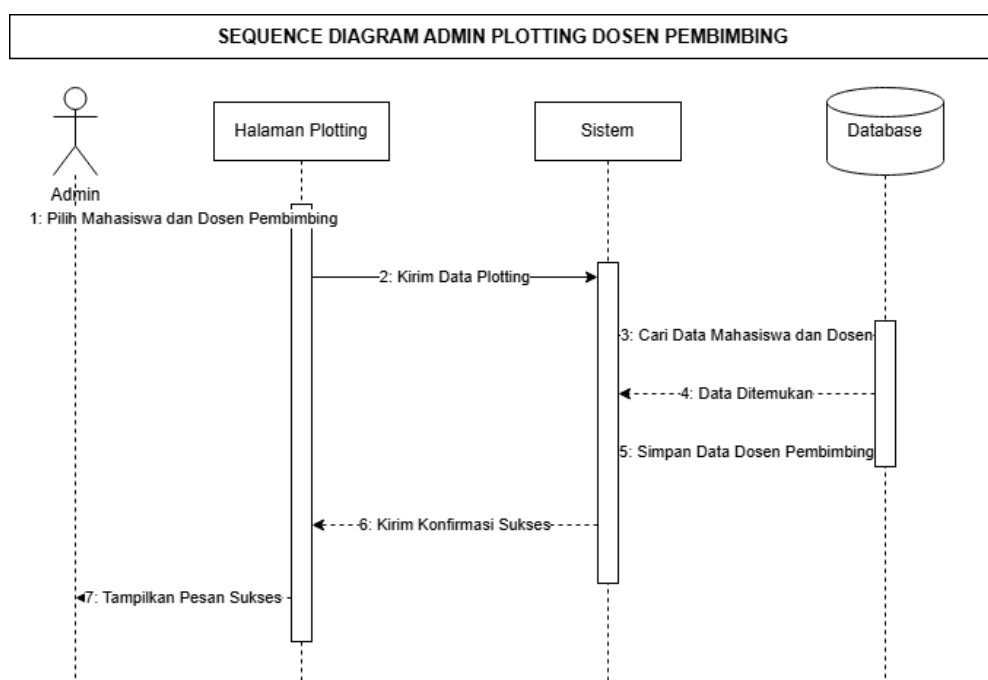 SEQUENCE DIAGRAM ADMIN PLOTTING DOSEN PEMBIMBING
Halaman Plotting
Sistem
Database
Admin
1: Pilih Mahasiswa dan Dosen Pembimbing
2: Kirim Data Plotting
3: Cari Data Mahasiswa dan Dosen
4: Data Ditemukan
5: Simpan Data Dosen Pembimbing
6: Kirim Konfirmasi Sukses
7: Tampilkan Pesan Sukses